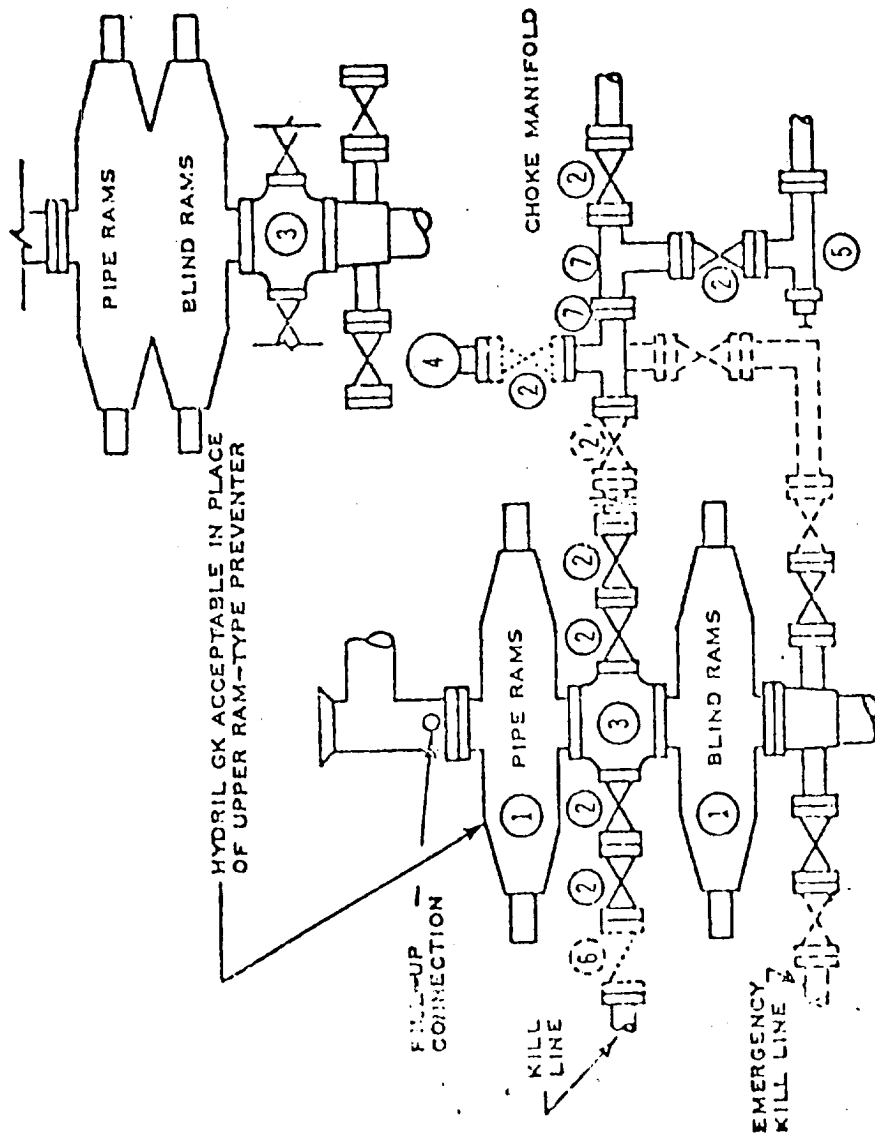 HYDRIL GK ACCEPTABLE IN PLACE
OF UPPER RAM-TYPE PREVENTER
PIPE RAMS
BLIND RAMS
3
FILL-UP
CONNECTION
1
PIPE RAMS
KILL
LINE
6
2
2
3
2
2
2
4
2
7
7
2
CHOKE MANIFOLD
2
5
1
BLIND RAMS
EMERGENCY
KILL LINE